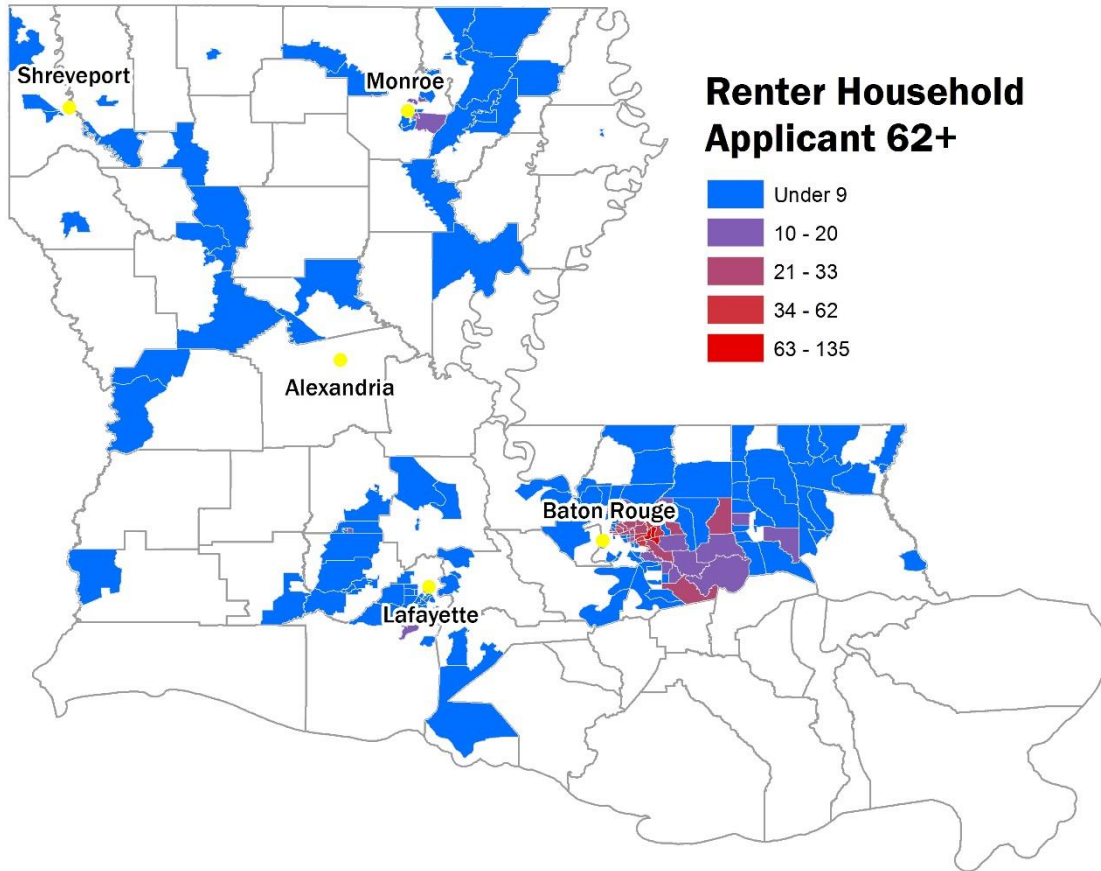 Shreveport
Monroe
Renter Household
Applicant 62+
Under 9
10 - 20
21 - 33
34 - 62
63 - 135
Alexandria
Baton Rouge
Lafayette